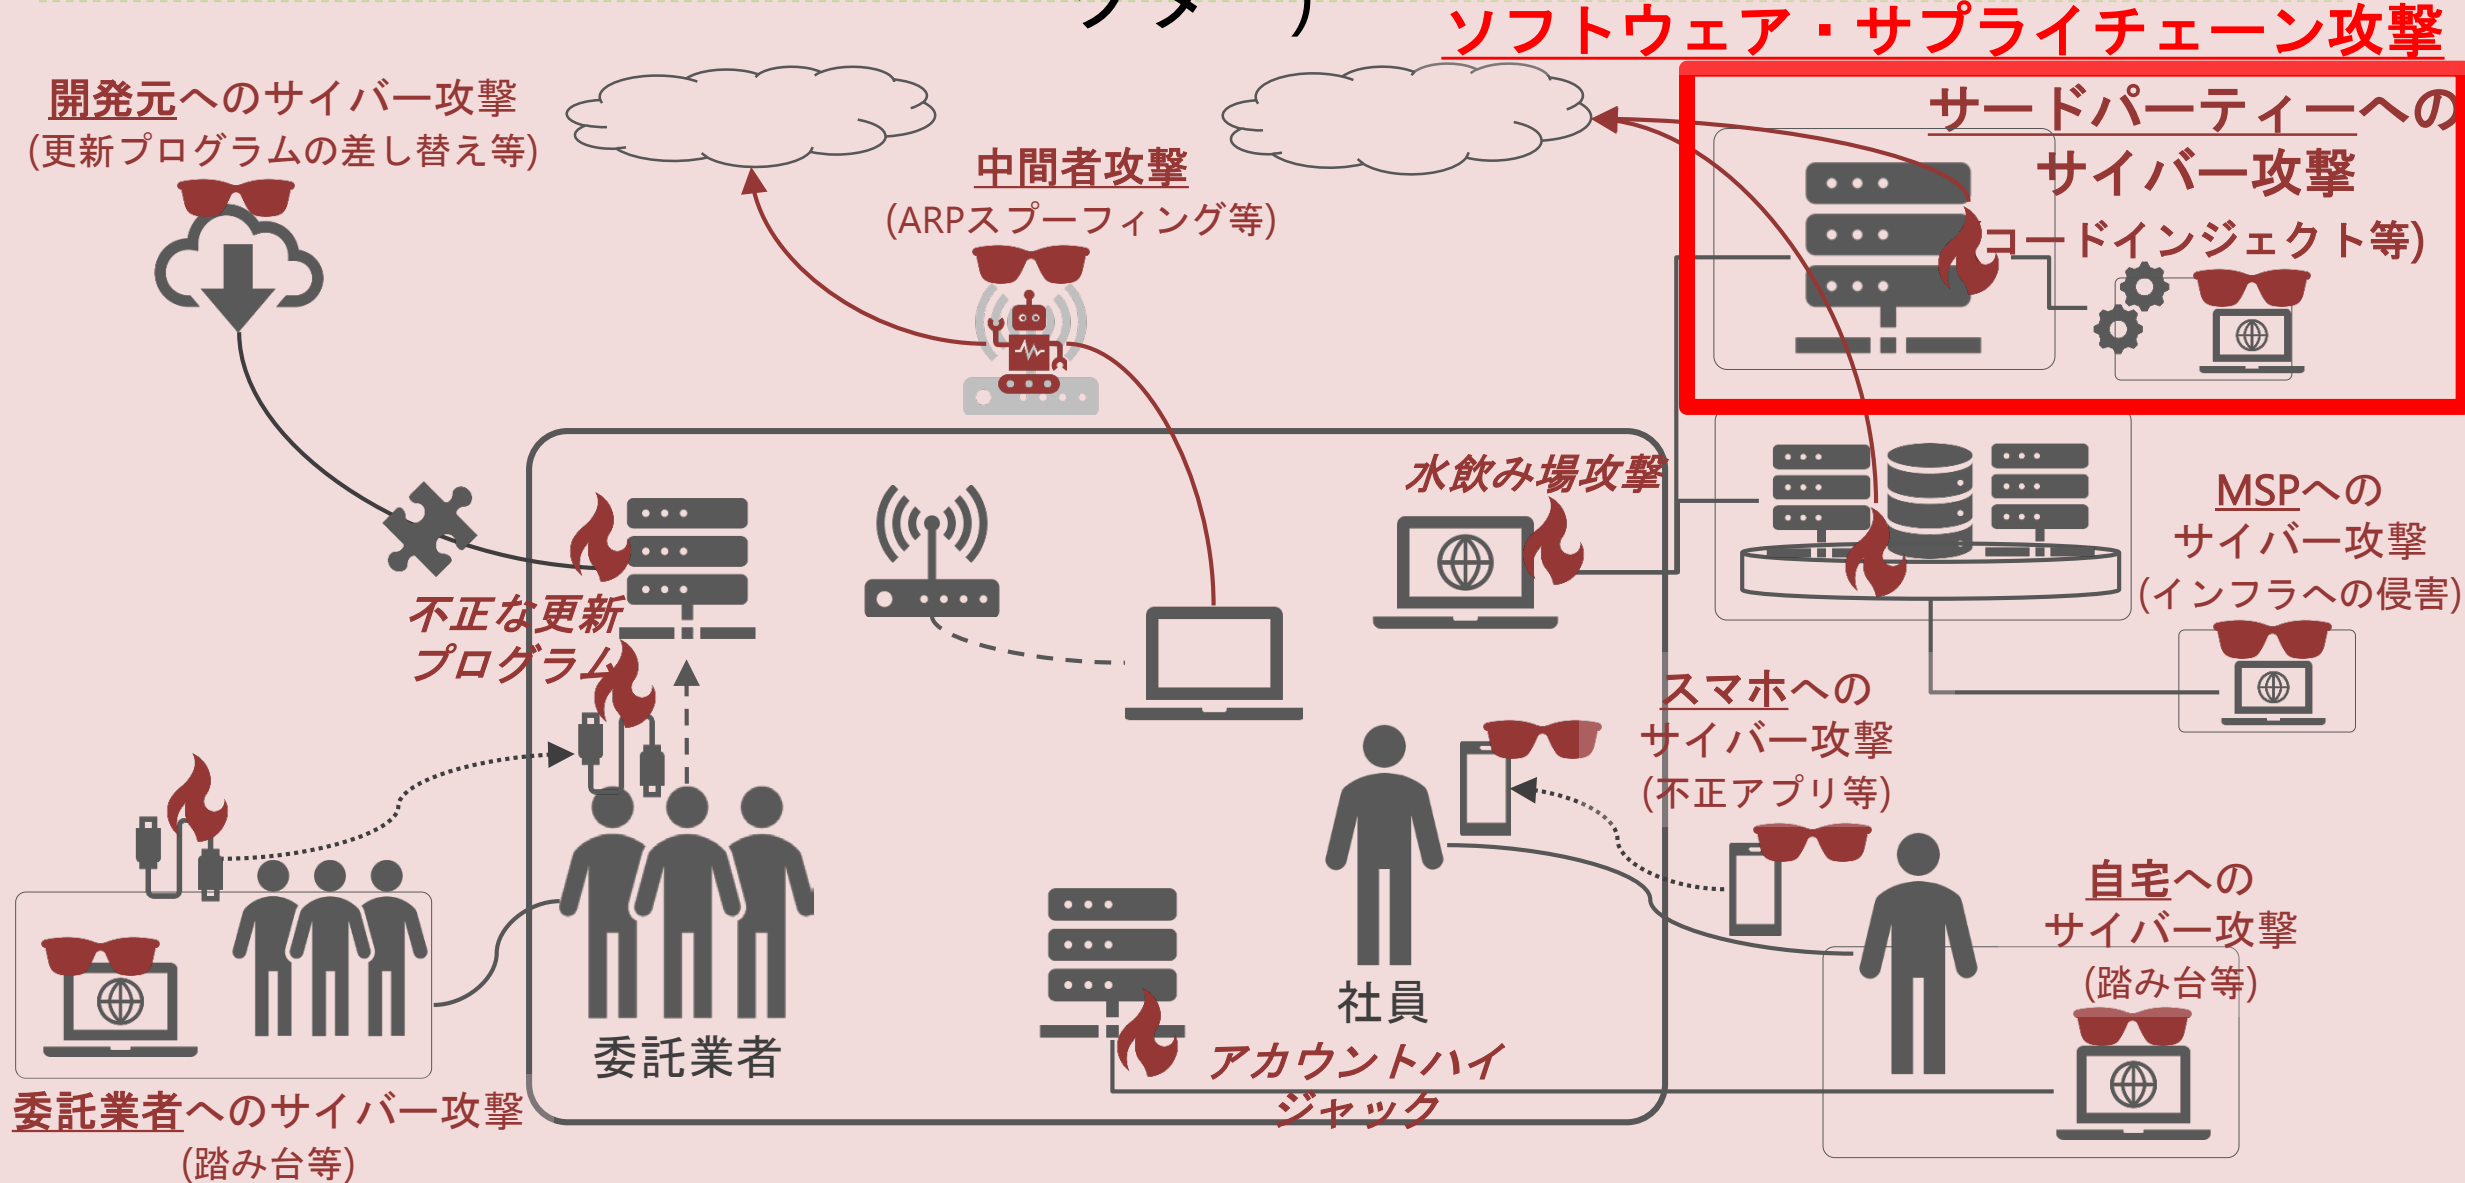 ソフトウェア・サプライチェーン攻撃
開発元へのサイバー攻撃
(更新プログラムの差し替え等)
中間者攻撃
(ARPスプーフィング等)
サードパーティーへの
サイバー攻撃
コードインジェクト等)
水飲み場攻撃
MSPへの
サイバー攻撃
(インフラへの侵害)
不正な更新
プログラム
スマホへの
サイバー攻撃
(不正アプリ等)
自宅への
サイバー攻撃
(踏み台等)
社員
委託業者
アカウントハイ
ジャック
委託業者へのサイバー攻撃
(踏み台等)